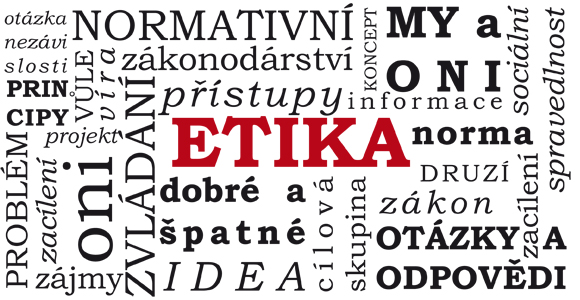 otázka
nezávi
slosti
PRIN
CIPY
NORMATIVNÍ
zákonodárství
přístupy
VŮLE
víra
projekt
KONCEPT
MY a
ONI
informace
sociální
spravedlnost
ETIKA
norma
PROBLÉM
zacílení
oni
ZVLÁDÁNÍ
zájmy
dobré a
špatné
IDEA
cílová
skupina
DRUZÍ
zákon
zacílení
OTÁZKY A
ODPOVĚDI